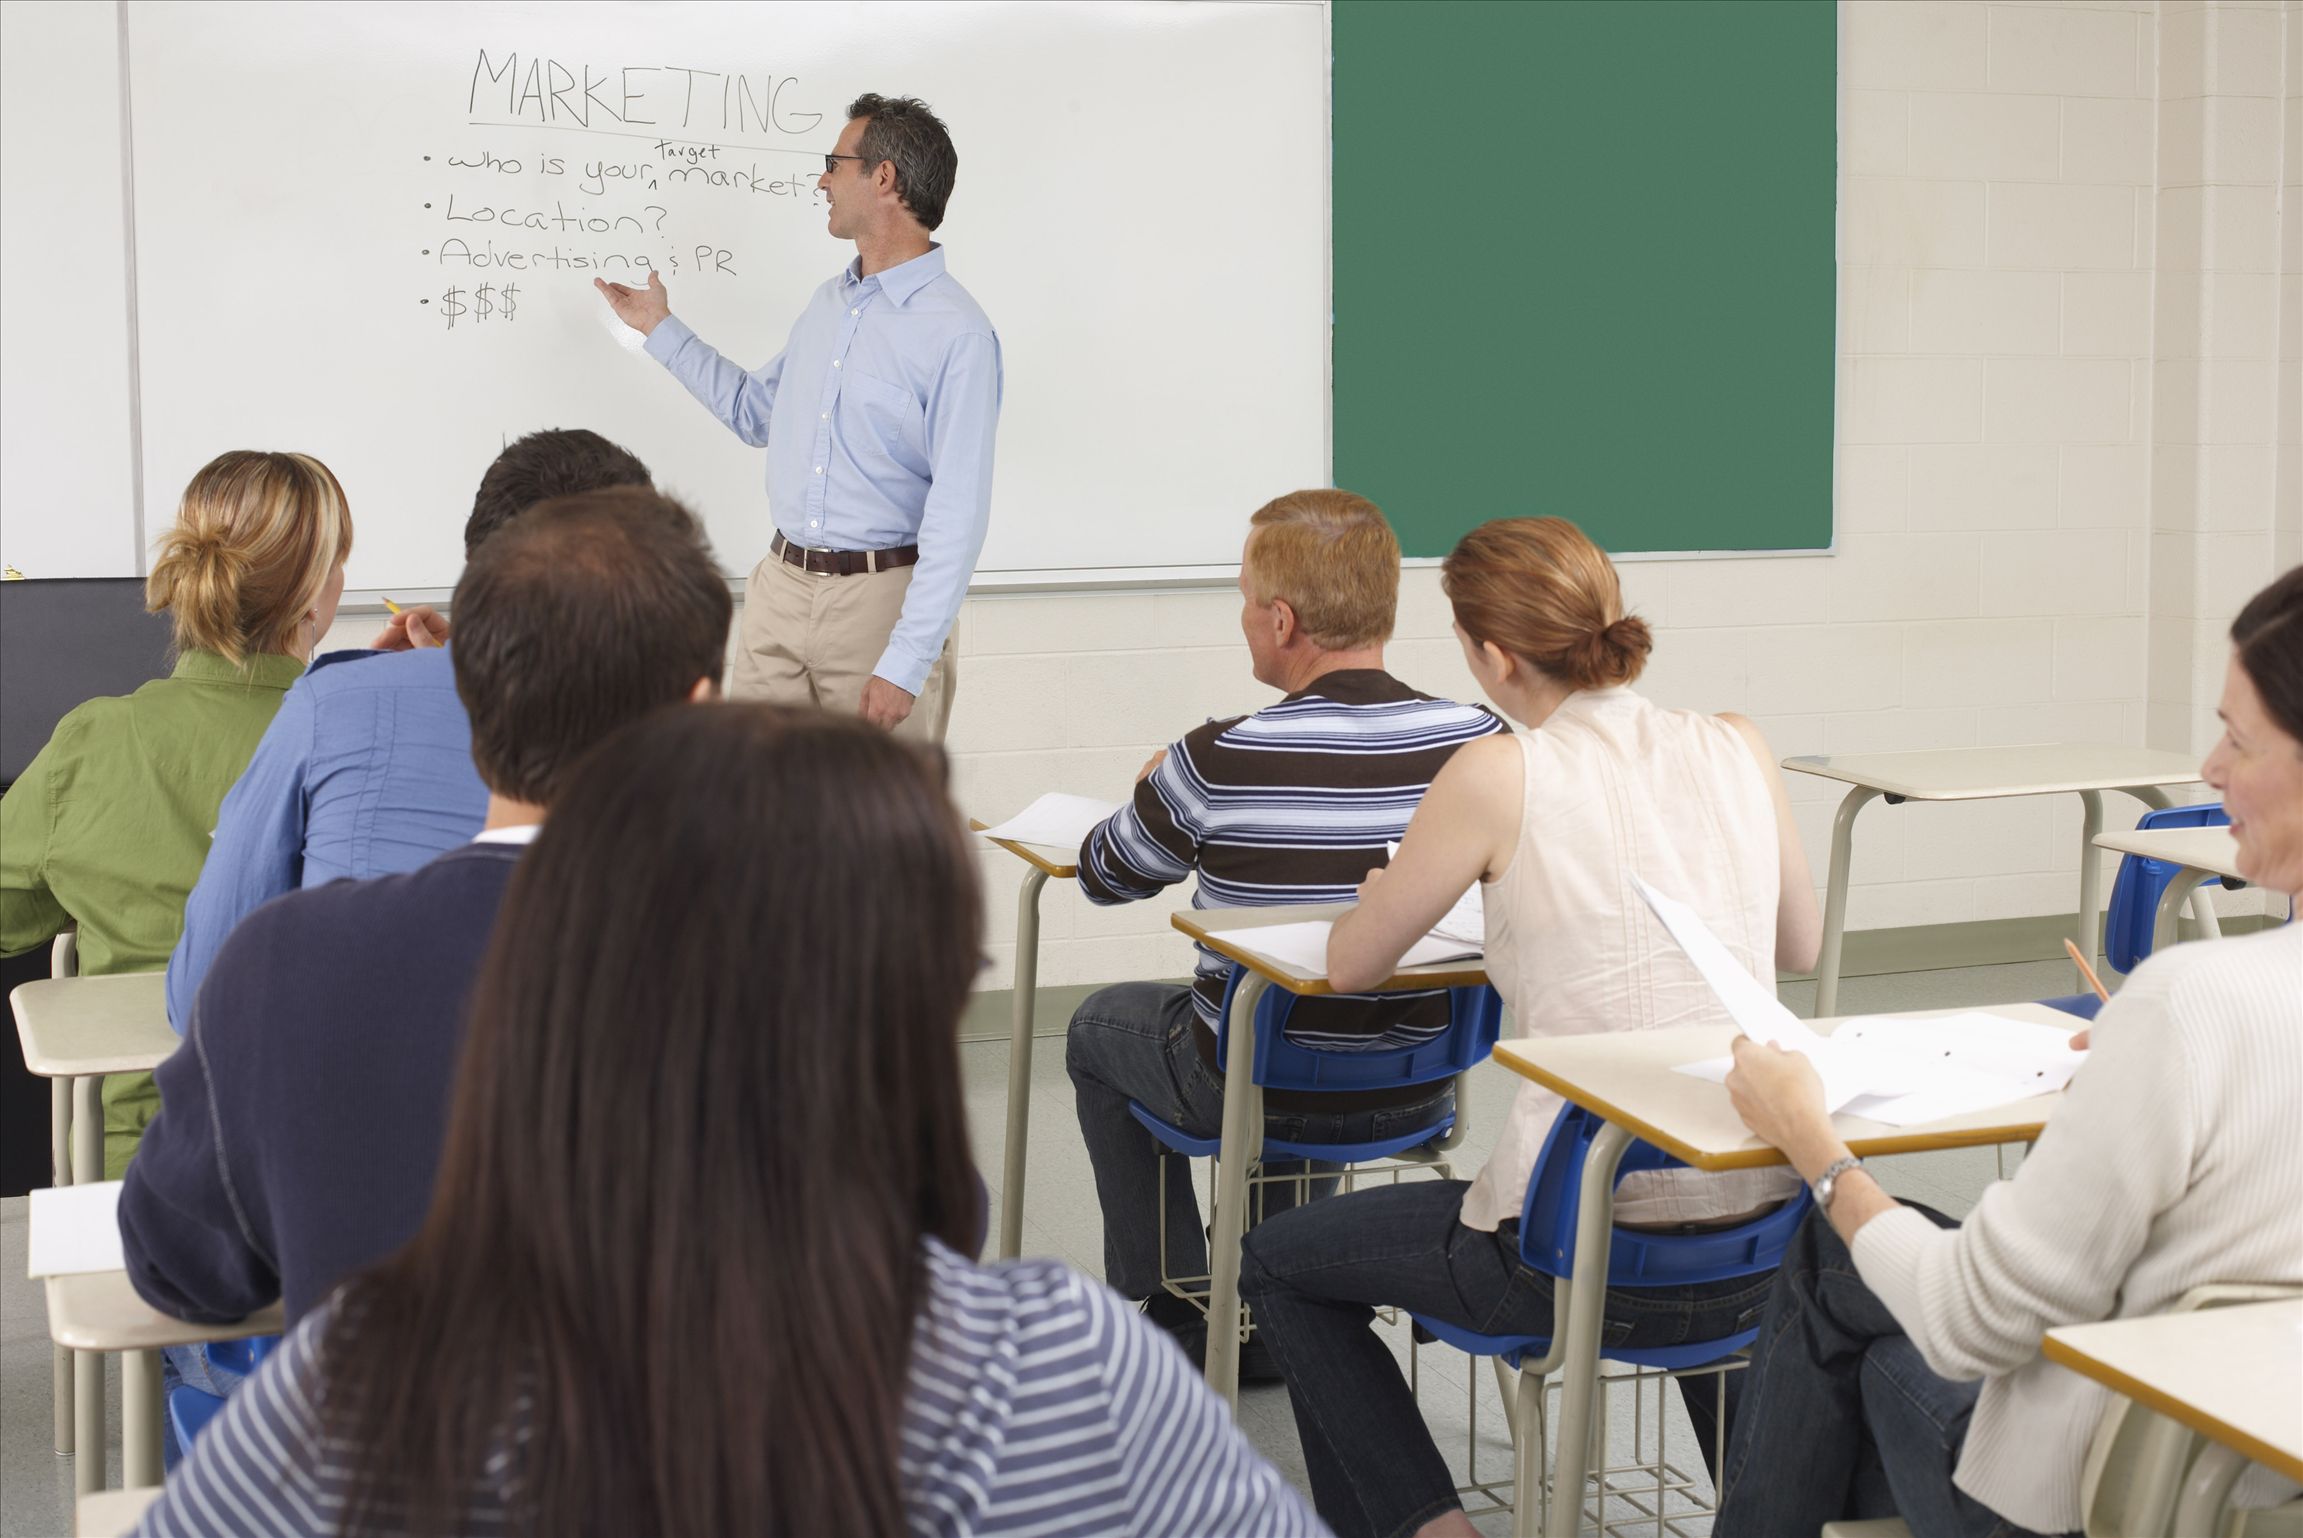 MARKETING
• who is your target market?
• Location?
• Advertising & PR
• $$$